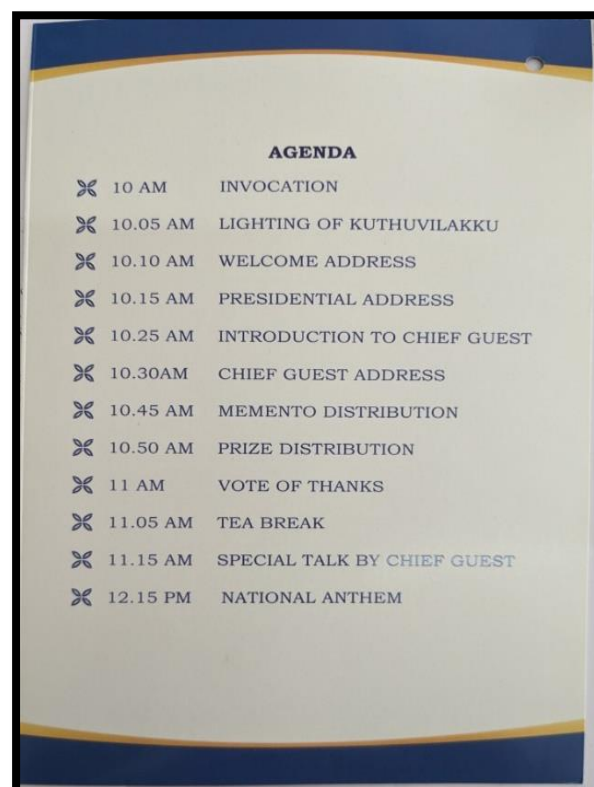 AGENDA
10 AM INVOCATION
10.05 AM LIGHTING OF KUTHUVILAKKU
10.10 AM WELCOME ADDRESS
10.15 AM PRESIDENTIAL ADDRESS
10.25 AM INTRODUCTION TO CHIEF GUEST
10.30AM CHIEF GUEST ADDRESS
10.45 AM MEMENTO DISTRIBUTION
10.50 AM PRIZE DISTRIBUTION
11 AM VOTE OF THANKS
11.05 AM TEA BREAK
11.15 AM SPECIAL TALK BY CHIEF GUEST
12.15 PM NATIONAL ANTHEM